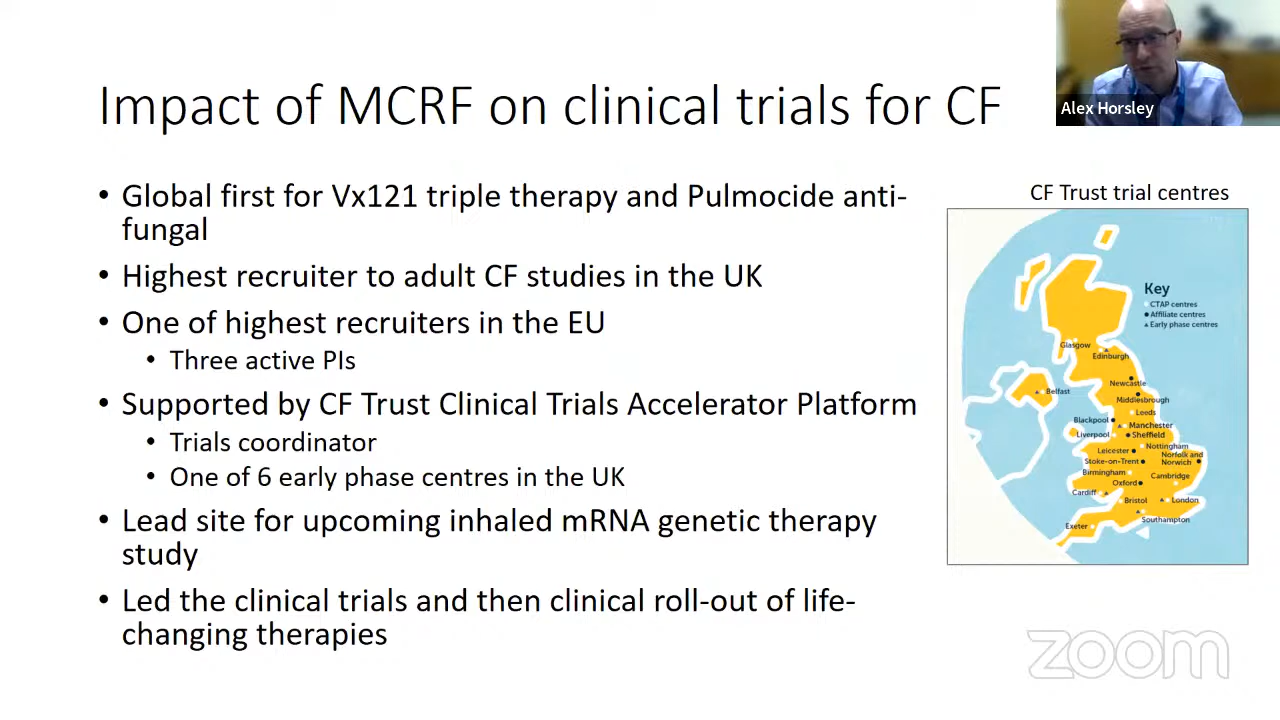 Impact of MCRF on clinical trials for CF
Alex Horsley
• Global first for Vx121 triple therapy and Pulmocide anti-
fungal
• Highest recruiter to adult CF studies in the UK
• One of highest recruiters in the EU
• Three active PIs
• Supported by CF Trust Clinical Trials Accelerator Platform
• Trials coordinator
• One of 6 early phase centres in the UK
• Lead site for upcoming inhaled mRNA genetic therapy
study
• Led the clinical trials and then clinical roll-out of life-
changing therapies
CF Trust trial centres
Key
CTAP centres
Affiliate centres
Early phase centres
Glasgow
Edinburgh
Belfast
Newcastle
Middlesbrough
Leeds
Blackpool
Manchester
Liverpool
Sheffield
Nottingham
Leicester
Norfolk and
Norwich
Stoke-on-Trent
Birmingham
Cambridge
Oxford
Cardiff
Bristol
London
Southampton
Exeter
zoom